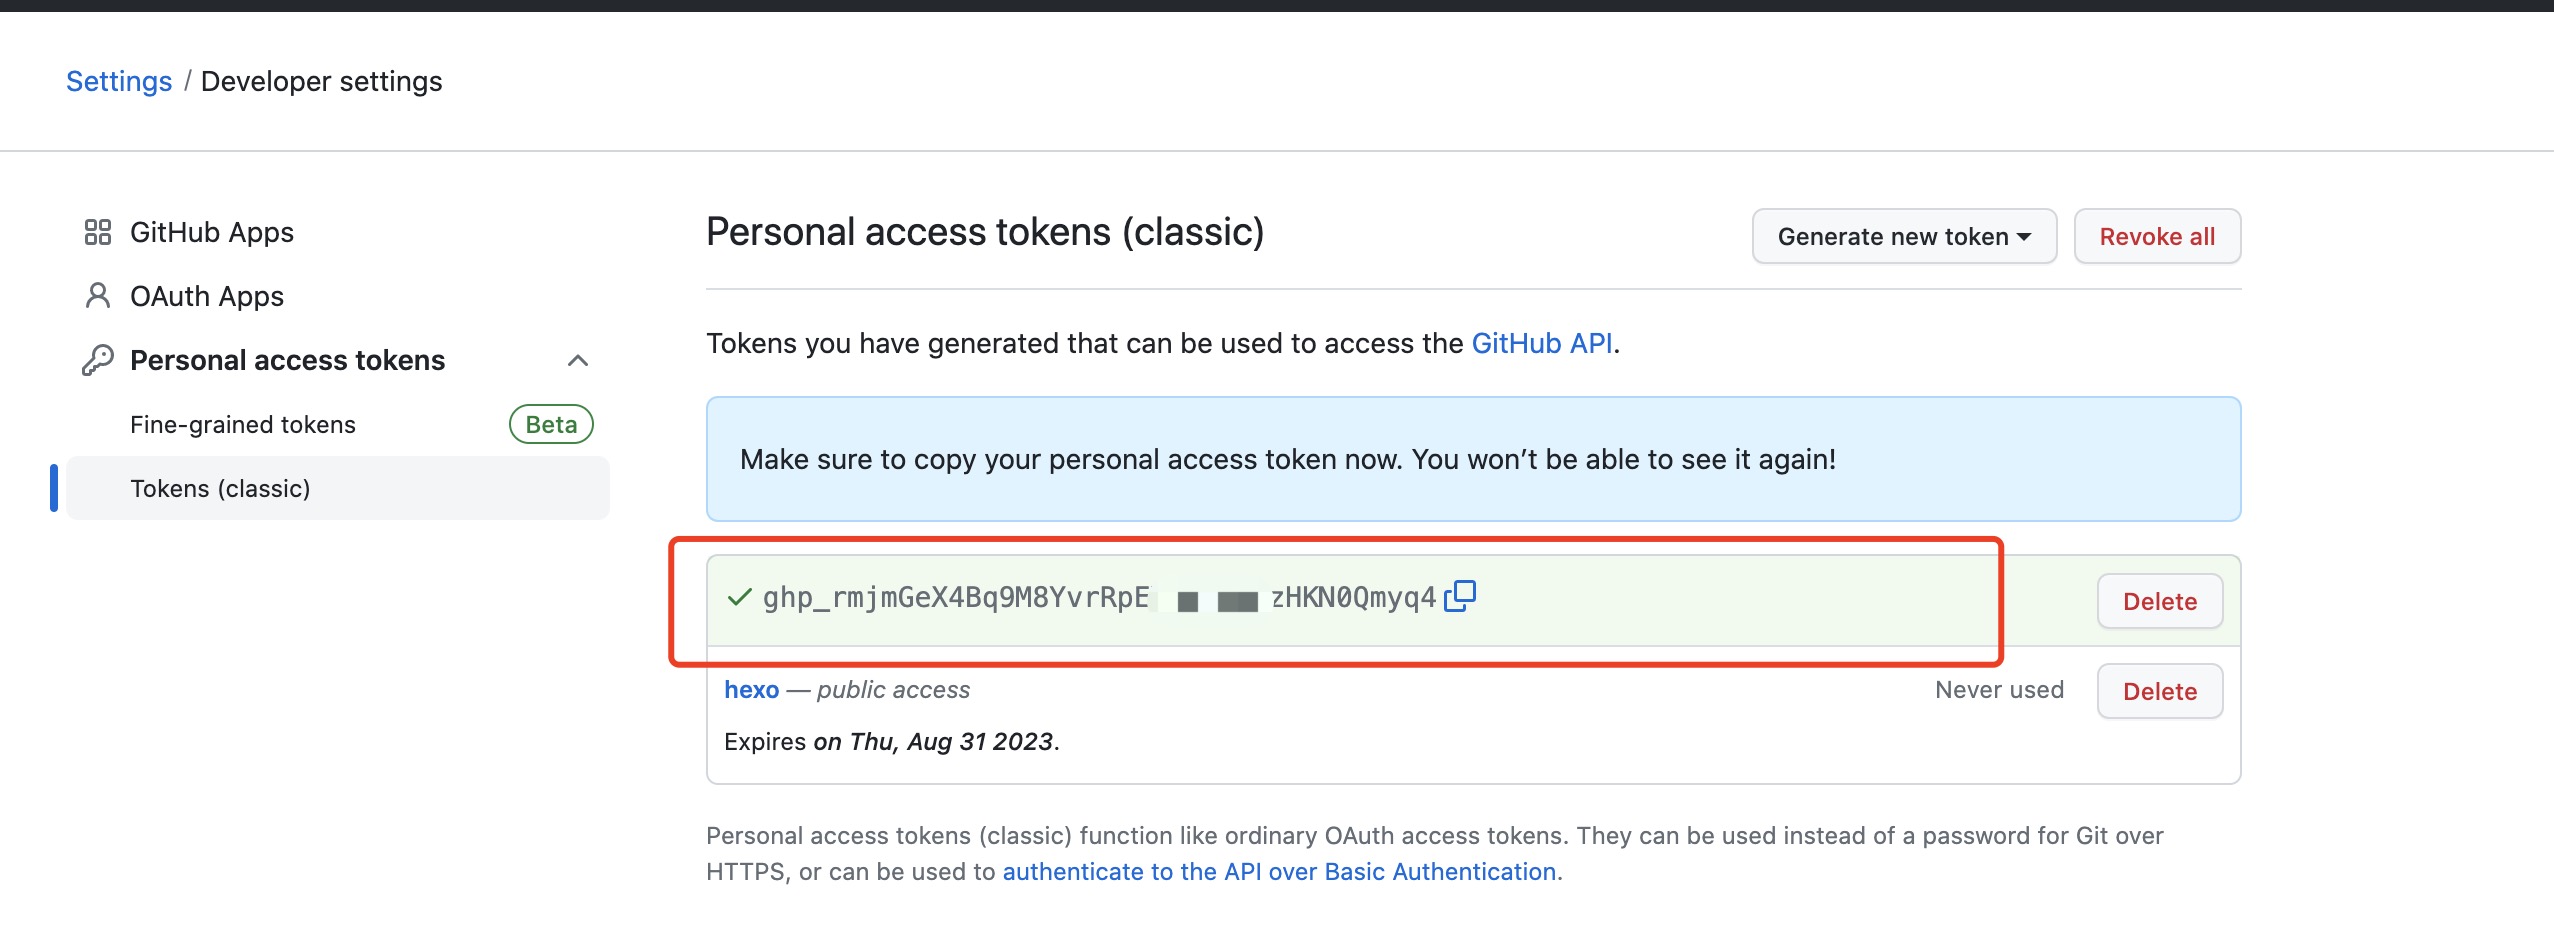 Settings / Developer settings
GitHub Apps
OAuth Apps
Personal access tokens
Fine-grained tokens Beta
Tokens (classic)
Personal access tokens (classic)
Generate new token
Revoke all
Tokens you have generated that can be used to access the GitHub API.
Make sure to copy your personal access token now. You won’t be able to see it again!
ghp_rmjmGeX4Bq9M8YvrRpE zHKN0Qmyq4
Delete
hexo — public access
Never used
Delete
Expires on Thu, Aug 31 2023.
Personal access tokens (classic) function like ordinary OAuth access tokens. They can be used instead of a password for Git over
HTTPS, or can be used to authenticate to the API over Basic Authentication.